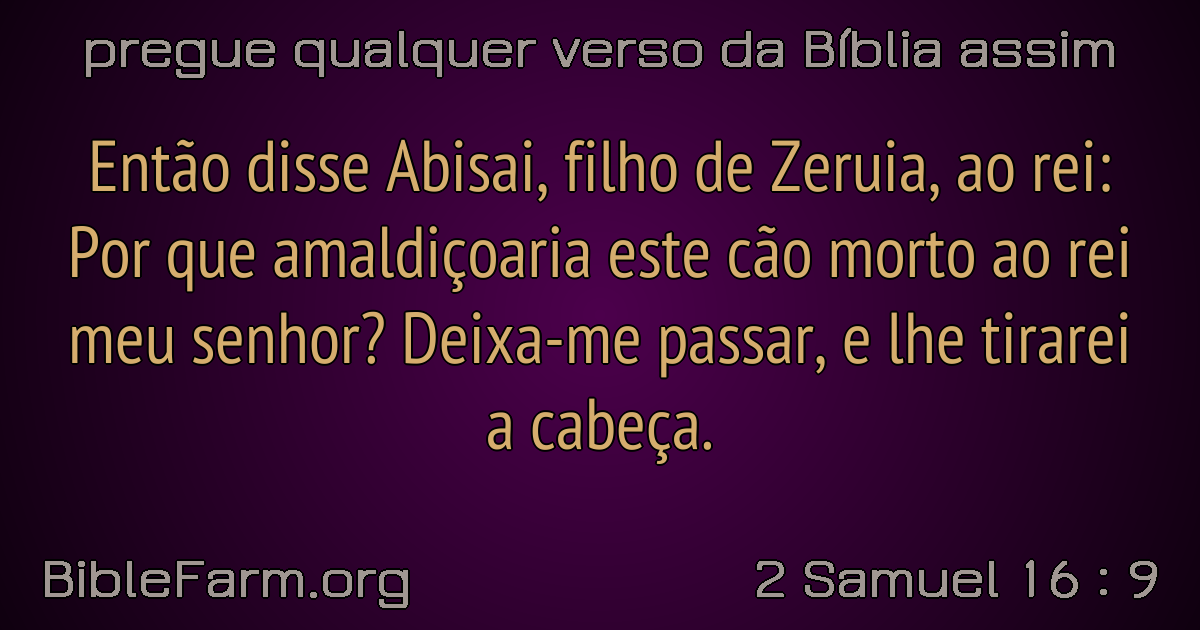 pregue qualquer verso da Bíblia assim
Então disse Abisai, filho de Zeruia, ao rei:
Por que amaldiçoaria este cão morto ao rei
meu senhor? Deixa-me passar, e lhe tirarei
a cabeça.
BibleFarm.org
2 Samuel 16 : 9